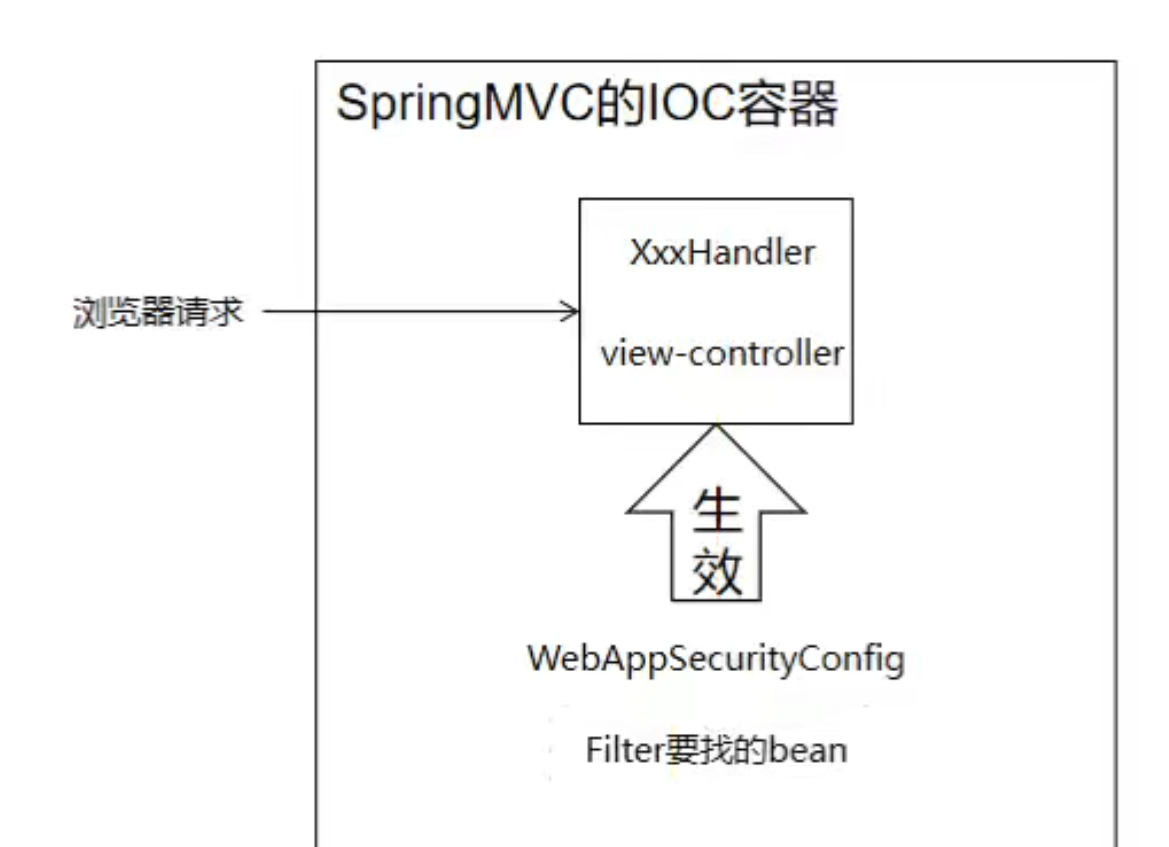 SpringMVC的IOC容器
XxxHandler
浏览器请求
view-controller
生
效
WebAppSecurityConfig
Filter要找的bean